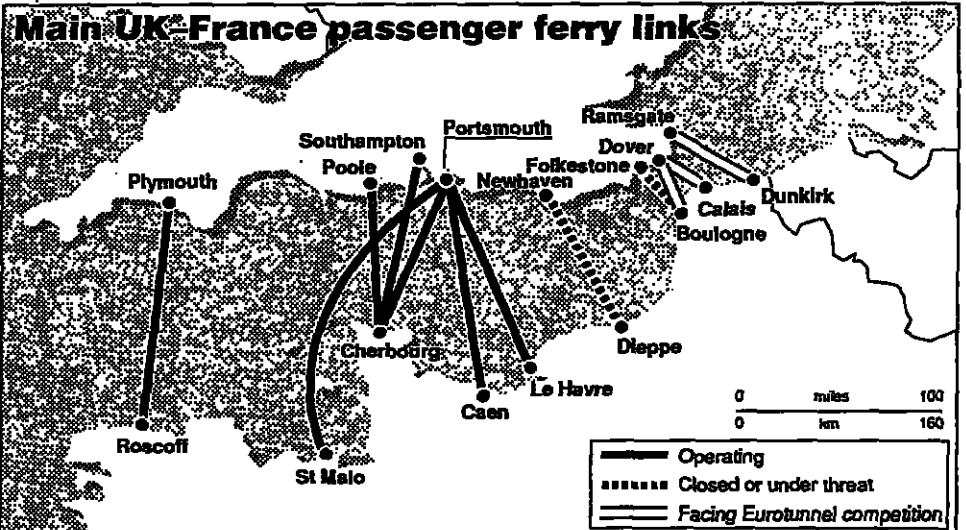 Main UK–France passenger ferry links
Ramsgate
Portsmouth
Southampton
Dover
Poole
Folkestone
Newhaven
Plymouth
Dunkirk
Calais
Boulogne
Cherbourg
Dieppe
Le Havre
Caen
Roscoff
St Malo
0 miles 100
0 km 160
Operating
Closed or under threat
Facing Eurotunnel competition